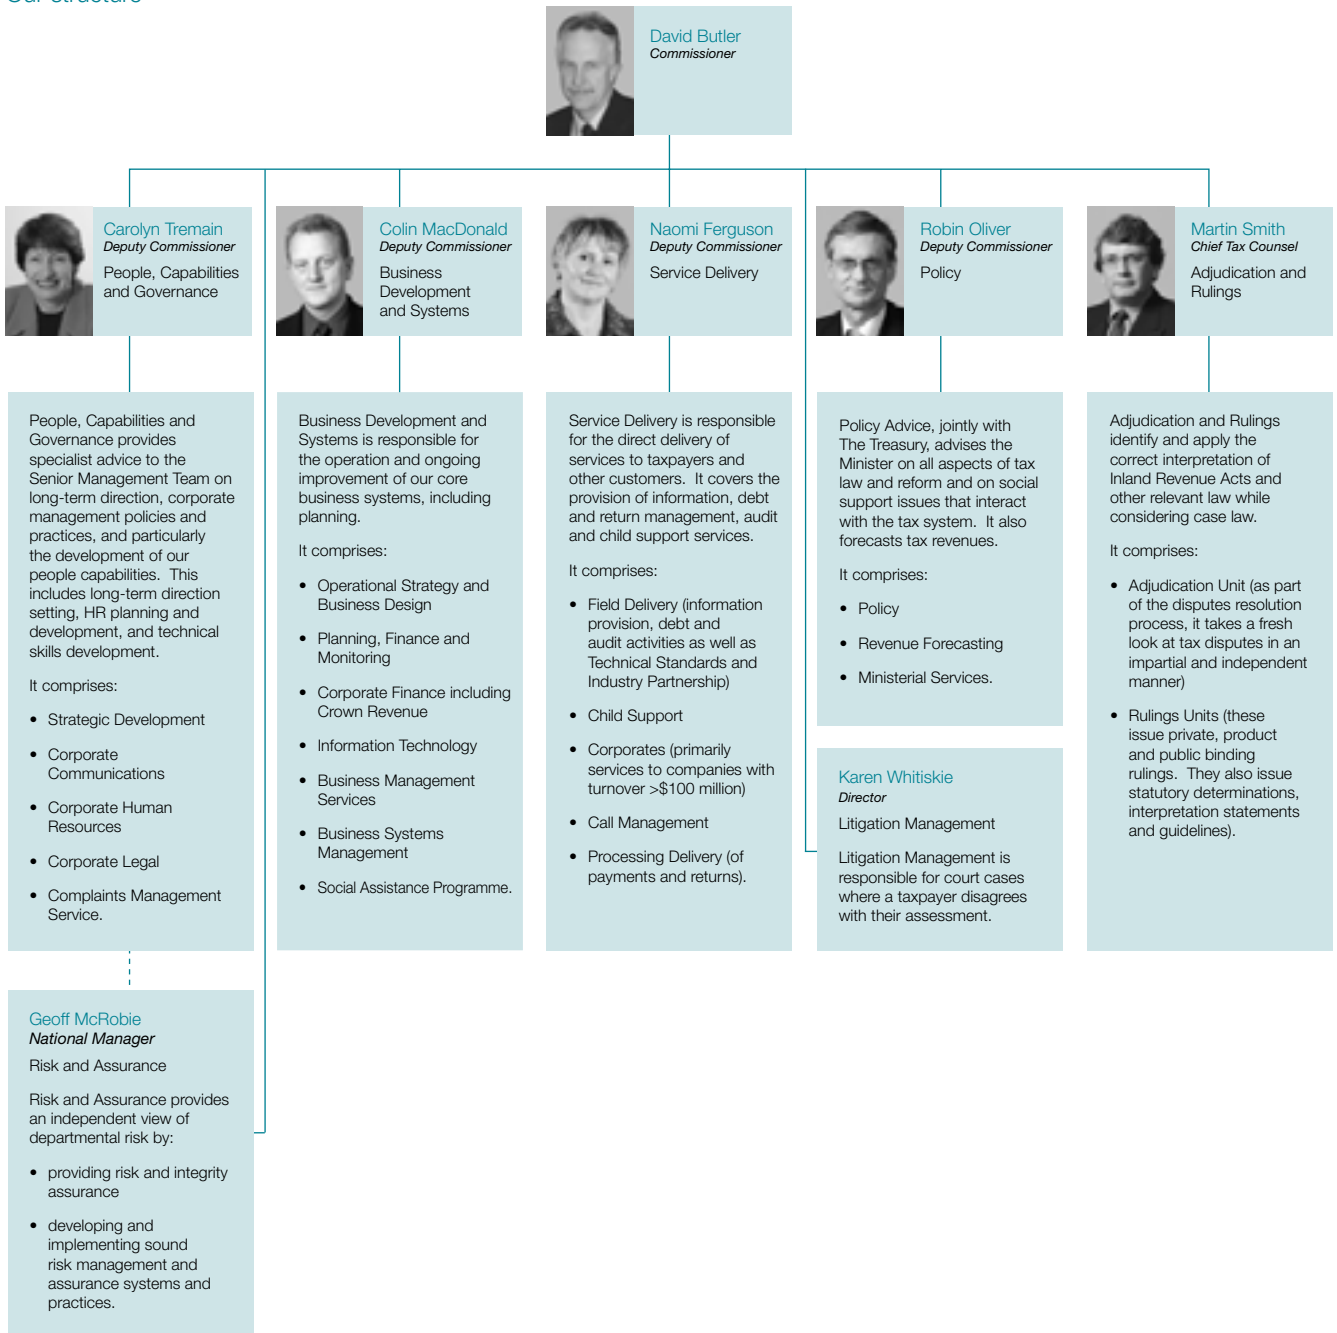 Our structure
David Butler
Commissioner
Carolyn Tremain
Deputy Commissioner
People, Capabilities
and Governance
Colin MacDonald
Deputy Commissioner
Business
Development
and Systems
Naomi Ferguson
Deputy Commissioner
Service Delivery
Robin Oliver
Deputy Commissioner
Policy
Martin Smith
Chief Tax Counsel
Adjudication and
Rulings
People, Capabilities and
Governance provides
specialist advice to the
Senior Management Team on
long-term direction, corporate
management policies and
practices, and particularly
the development of our
people capabilities. This
includes long-term direction
setting, HR planning and
development, and technical
skills development.
It comprises:
• Strategic Development
• Corporate
Communications
• Corporate Human
Resources
• Corporate Legal
• Complaints Management
Service.
Business Development and
Systems is responsible for
the operation and ongoing
improvement of our core
business systems, including
planning.
It comprises:
• Operational Strategy and
Business Design
• Planning, Finance and
Monitoring
• Corporate Finance including
Crown Revenue
• Information Technology
• Business Management
Services
• Business Systems
Management
• Social Assistance Programme.
Service Delivery is responsible
for the direct delivery of
services to taxpayers and
other customers. It covers the
provision of information, debt
and return management, audit
and child support services.
It comprises:
• Field Delivery (information
provision, debt and
audit activities as well as
Technical Standards and
Industry Partnership)
• Child Support
• Corporates (primarily
services to companies with
turnover >$100 million)
• Call Management
• Processing Delivery (of
payments and returns).
Policy Advice, jointly with
The Treasury, advises the
Minister on all aspects of tax
law and reform and on social
support issues that interact
with the tax system. It also
forecasts tax revenues.
It comprises:
• Policy
• Revenue Forecasting
• Ministerial Services.
Karen Whitiskie
Director
Litigation Management
Litigation Management is
responsible for court cases
where a taxpayer disagrees
with their assessment.
Adjudication and Rulings
identify and apply the
correct interpretation of
Inland Revenue Acts and
other relevant law while
considering case law.
It comprises:
• Adjudication Unit (as part
of the disputes resolution
process, it takes a fresh
look at tax disputes in an
impartial and independent
manner)
• Rulings Units (these
issue private, product
and public binding
rulings. They also issue
statutory determinations,
interpretation statements
and guidelines).
Geoff McRobie
National Manager
Risk and Assurance
Risk and Assurance provides
an independent view of
departmental risk by:
• providing risk and integrity
assurance
• developing and
implementing sound
risk management and
assurance systems and
practices.